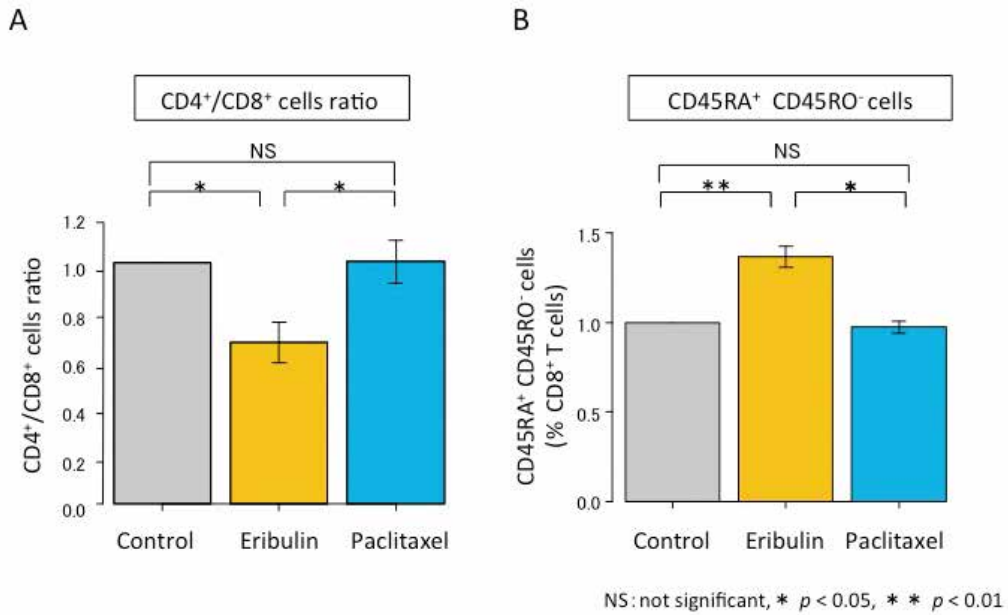 A
CD4⁺/CD8⁺ cells ratio
NS
*
*
CD4⁺/CD8⁺ cells ratio
1.2
1.0
0.8
0.6
0.4
0.2
0.0
Control
Eribulin
Paclitaxel
B
CD45RA⁺ CD45RO⁻ cells
NS
**
*
CD45RA⁺ CD45RO⁻ cells
(% CD8⁺ T cells)
1.5
1.0
0.5
0.0
Control
Eribulin
Paclitaxel
NS: not significant, * p < 0.05, * * p < 0.01